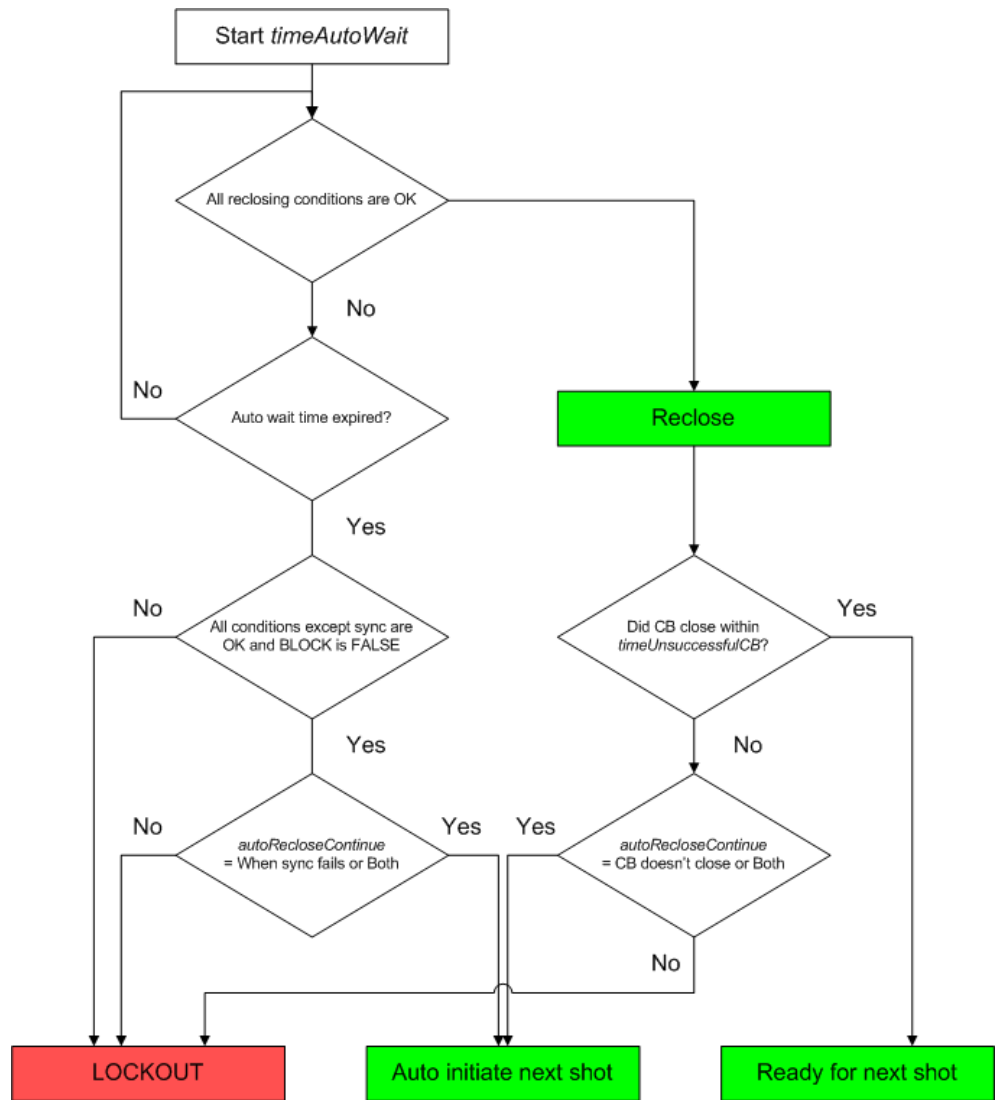 Start timeAutoWait
All reclosing conditions are OK
No
No
Auto wait time expired?
Reclose
Yes
No
All conditions except sync are
OK and BLOCK is FALSE
Did CB close within
timeUnsuccessfulCB?
Yes
Yes
No
No
autoRecloseContinue
= When sync fails or Both
Yes
Yes
autoRecloseContinue
= CB doesn't close or Both
No
LOCKOUT
Auto initiate next shot
Ready for next shot